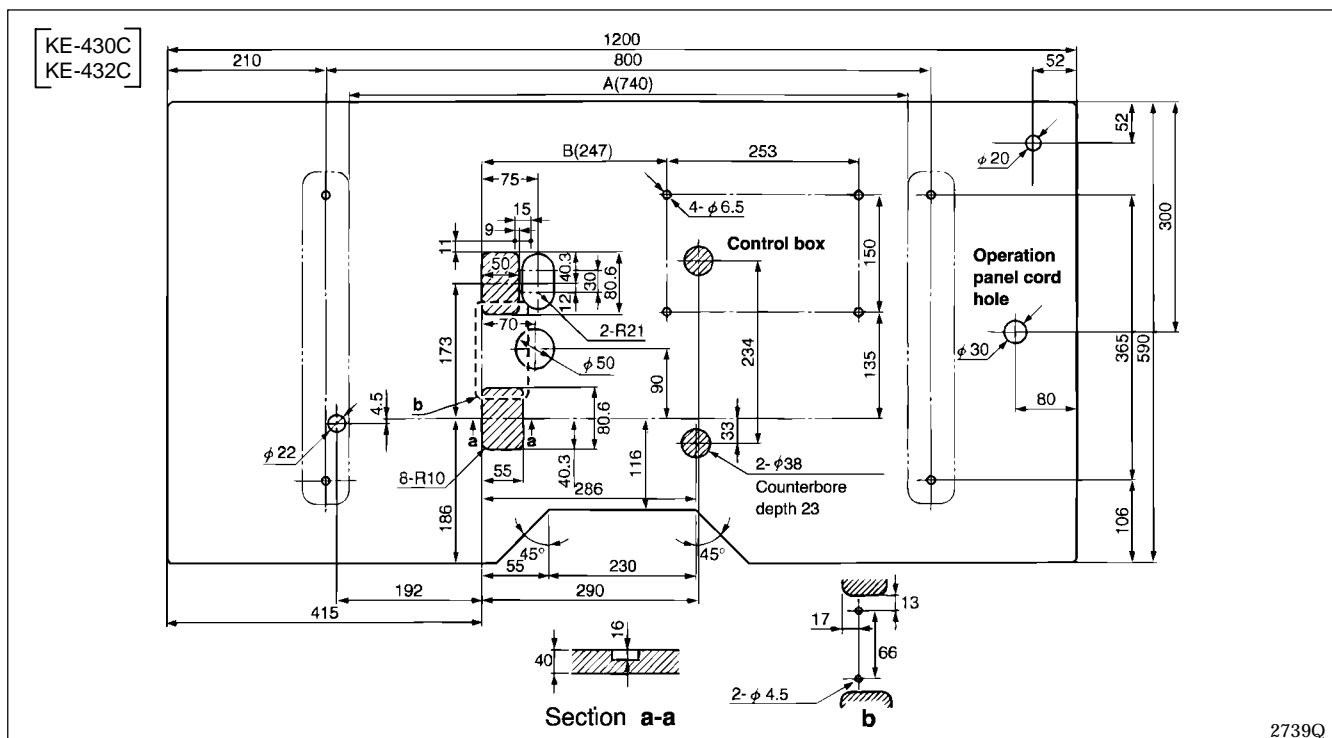 KE-430C
KE-432C
1200
210
800
52
A(740)
52
φ20
B(247)
253
75
15
9
11
4-φ6.5
300
Control box
Operation
panel cord
hole
50
40.3
30
12
80.6
150
2-R21
70
φ50
173
234
90
135
φ30
365
590
80
4.5
b
a
a
80.6
33
φ22
8-R10
55
40.3
116
2-φ38
Counterbore
depth 23
286
186
106
45°
45°
55
230
192
290
415
16
40
Section a-a
17
13
66
2-φ4.5
b
2739Q